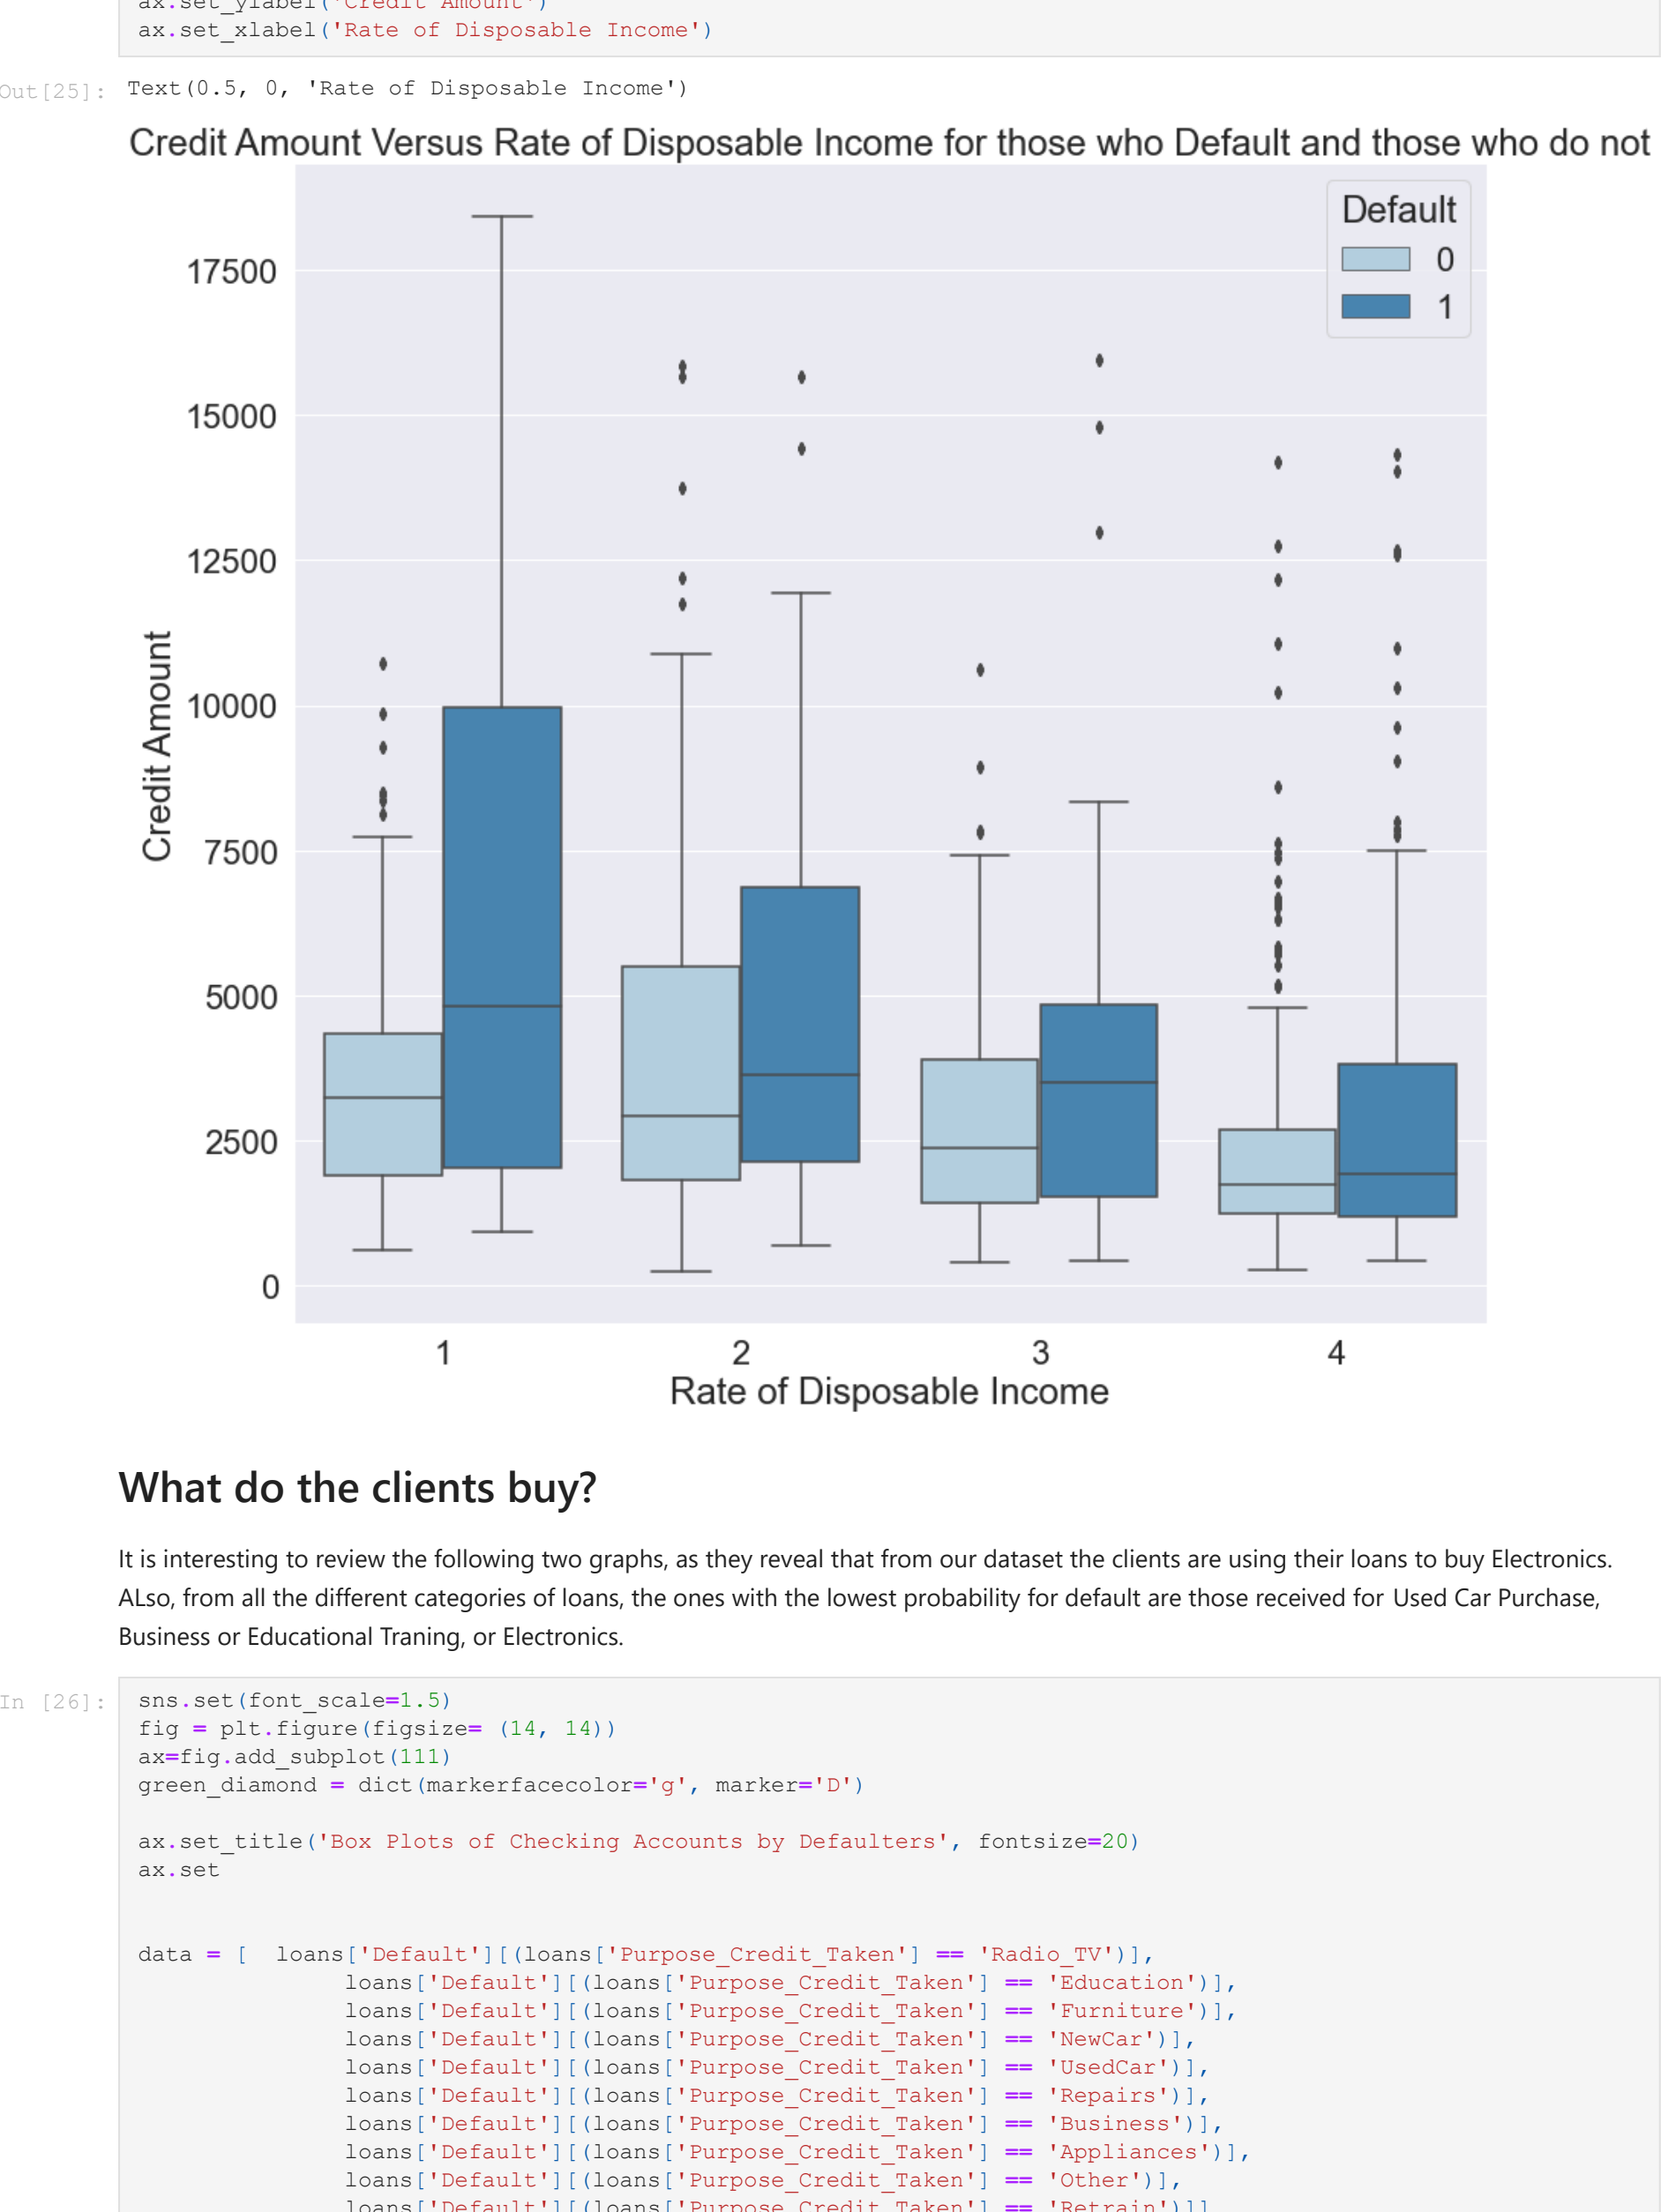 ax.set_ylabel('Credit Amount')
ax.set_xlabel('Rate of Disposable Income')
Out[25]: Text(0.5, 0, 'Rate of Disposable Income')
Credit Amount Versus Rate of Disposable Income for those who Default and those who do not
Default
0
1
17500
15000
12500
10000
7500
5000
2500
0
Credit Amount
1 2 3 4
Rate of Disposable Income
What do the clients buy?
It is interesting to review the following two graphs, as they reveal that from our dataset the clients are using their loans to buy Electronics.
ALso, from all the different categories of loans, the ones with the lowest probability for default are those received for Used Car Purchase,
Business or Educational Traning, or Electronics.
In [26]: sns.set(font_scale=1.5)
fig = plt.figure(figsize= (14, 14))
ax=fig.add_subplot(111)
green_diamond = dict(markerfacecolor='g', marker='D')
ax.set_title('Box Plots of Checking Accounts by Defaulters', fontsize=20)
ax.set
data = [  loans['Default'][(loans['Purpose_Credit_Taken'] == 'Radio_TV')],
loans['Default'][(loans['Purpose_Credit_Taken'] == 'Education')],
loans['Default'][(loans['Purpose_Credit_Taken'] == 'Furniture')],
loans['Default'][(loans['Purpose_Credit_Taken'] == 'NewCar')],
loans['Default'][(loans['Purpose_Credit_Taken'] == 'UsedCar')],
loans['Default'][(loans['Purpose_Credit_Taken'] == 'Repairs')],
loans['Default'][(loans['Purpose_Credit_Taken'] == 'Business')],
loans['Default'][(loans['Purpose_Credit_Taken'] == 'Appliances')],
loans['Default'][(loans['Purpose_Credit_Taken'] == 'Other')],
loans['Default'][(loans['Purpose_Credit_Taken'] == 'Retrain')]]